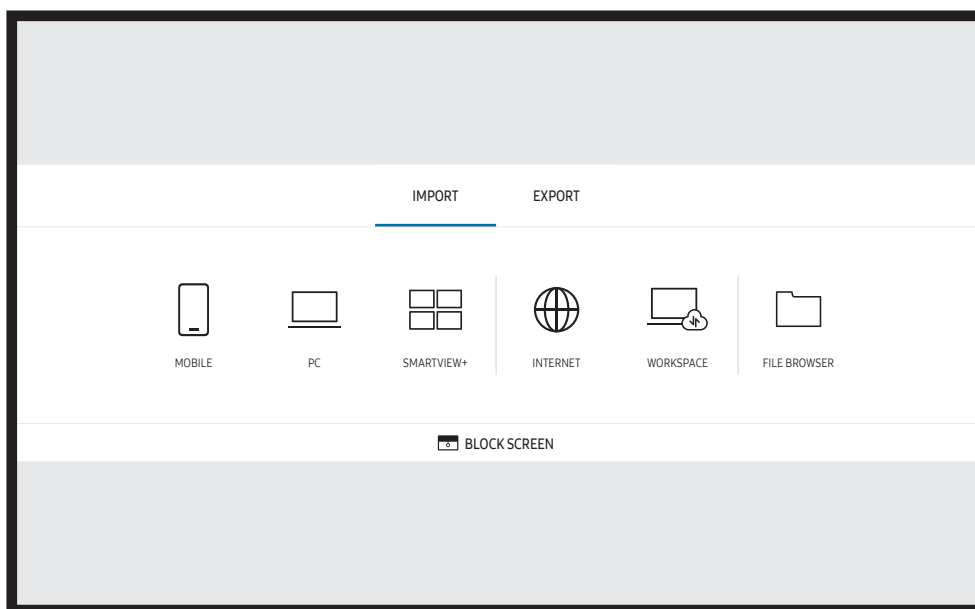 IMPORT EXPORT
MOBILE PC SMARTVIEW+ INTERNET WORKSPACE FILE BROWSER
BLOCK SCREEN